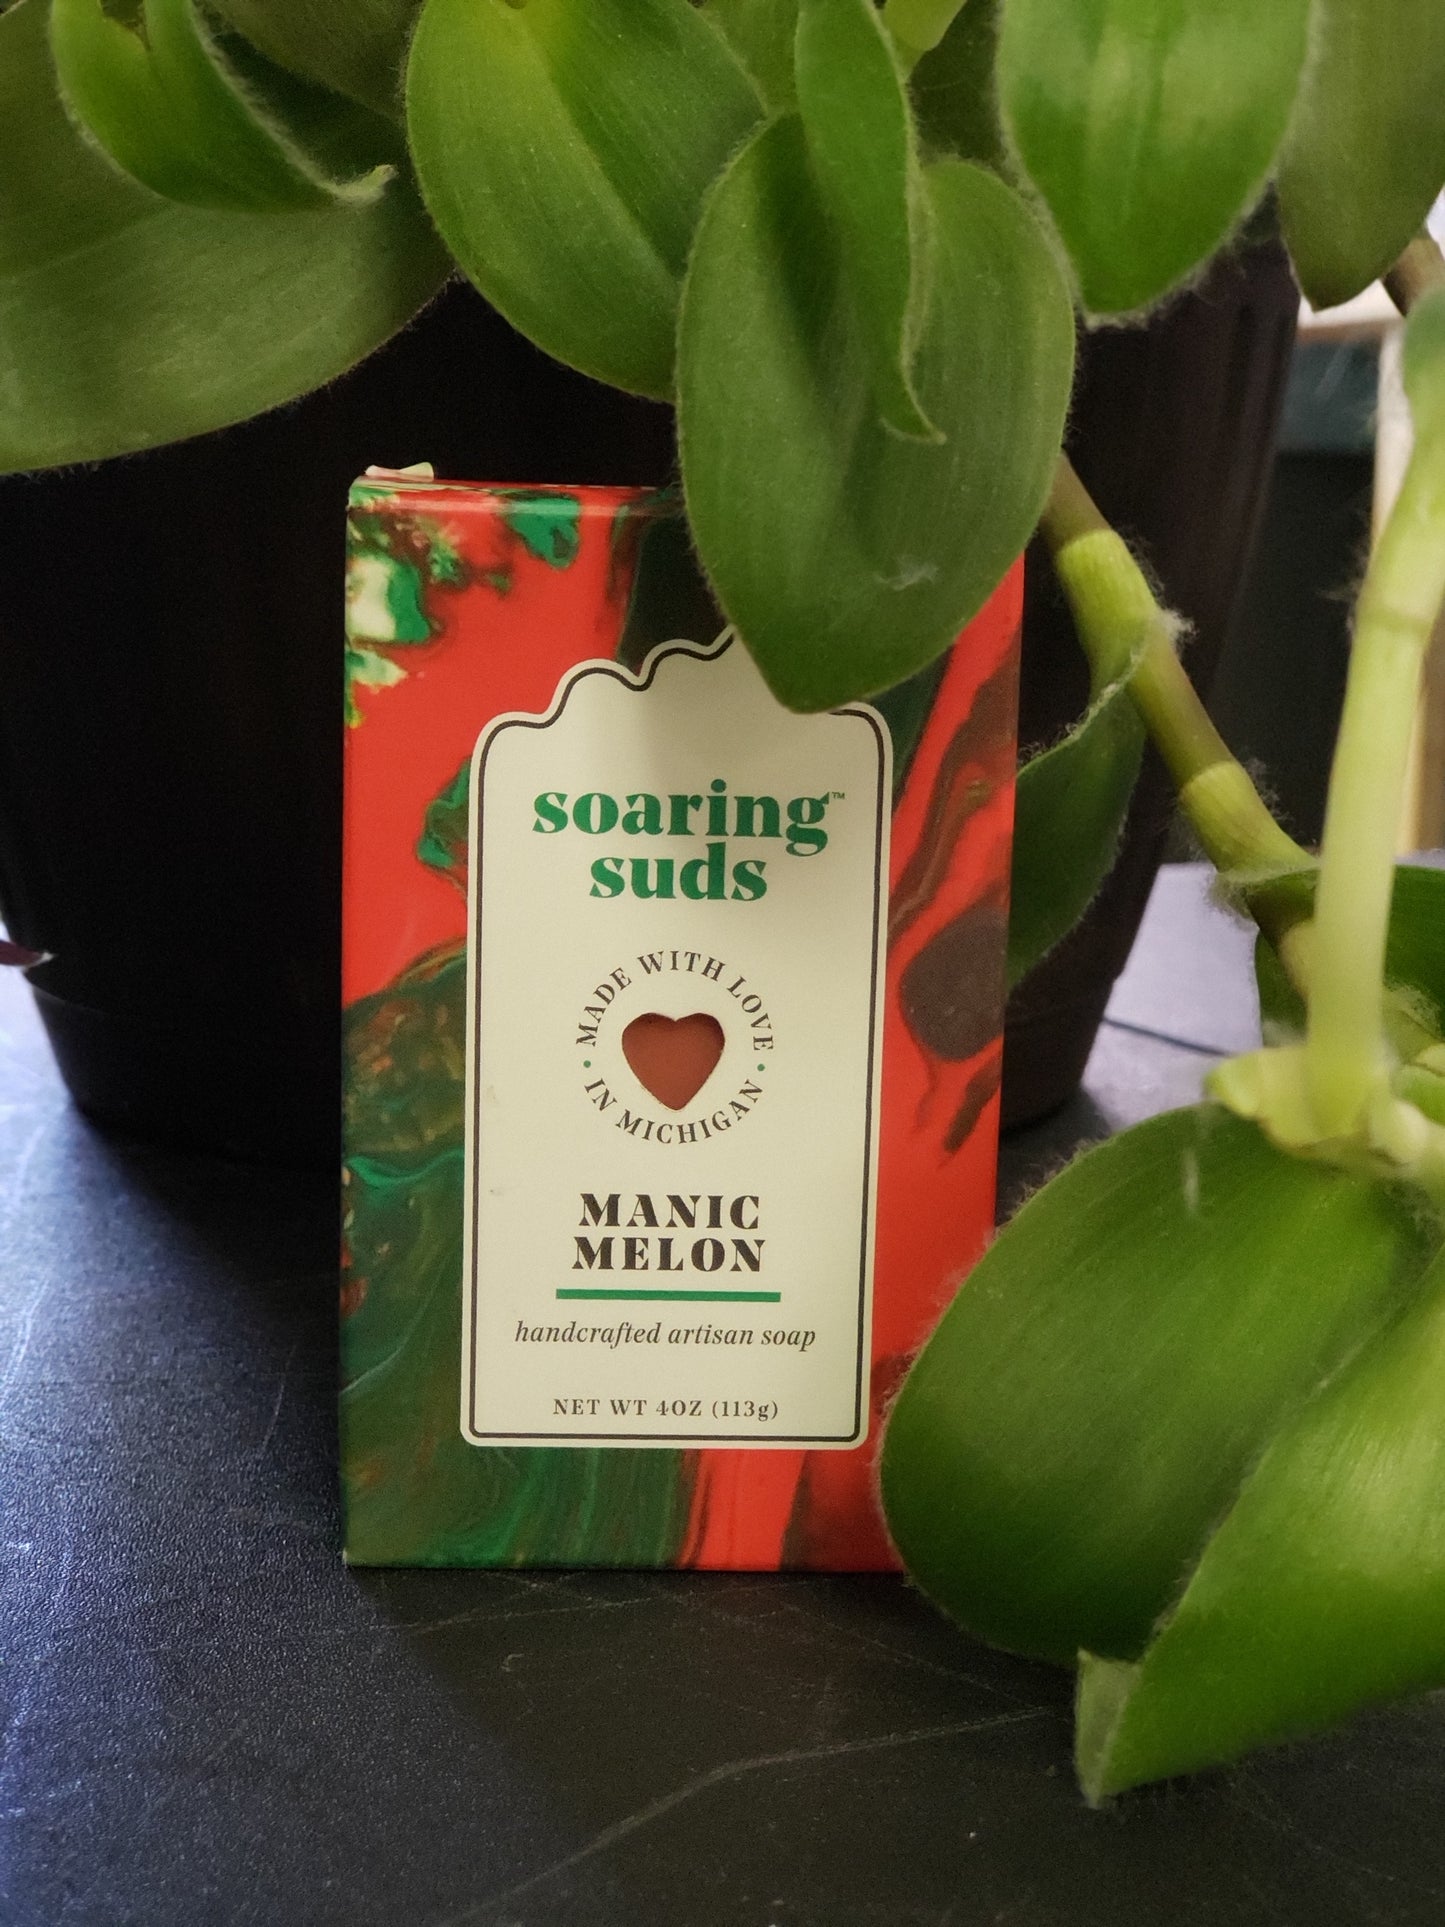 soaring™
suds
MADE WITH LOVE
• IN MICHIGAN •
MANIC
MELON
handcrafted artisan soap
NET WT 4OZ (113g)